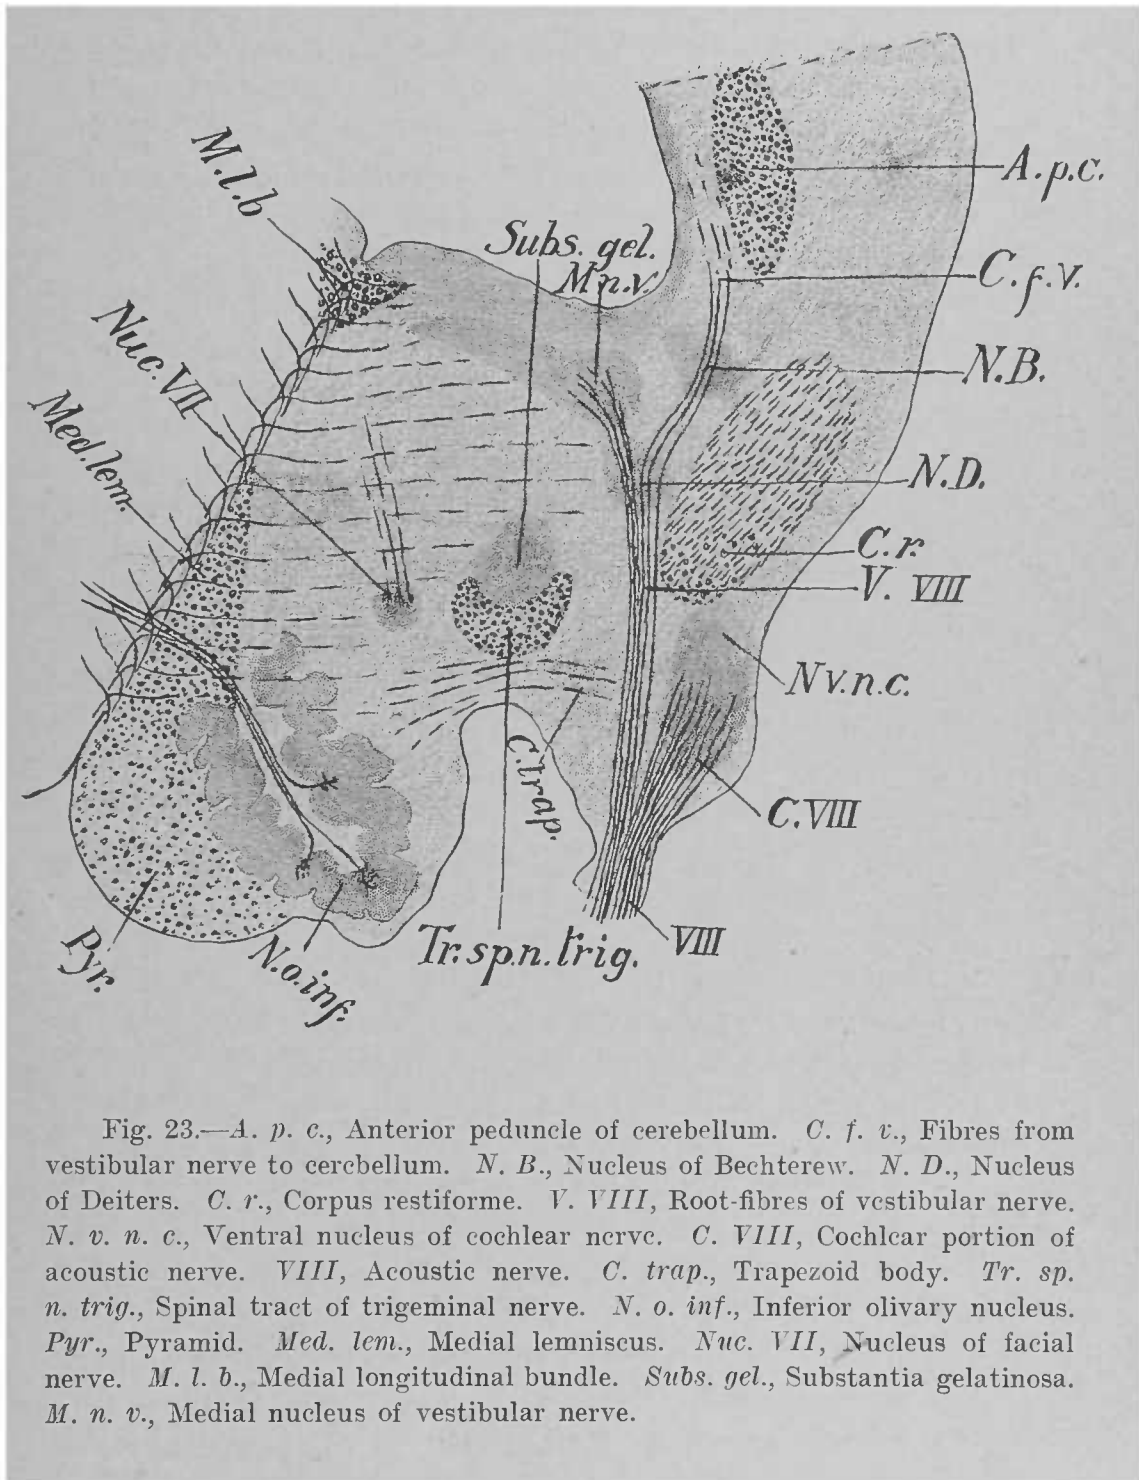 M.l.b
Subs. gel.
M.n.v.
A.p.c.
C.f.V.
Nuc.VII
N.B.
Med.lem.
N.D.
C.r.
V. VIII
Nv.n.c.
C.trap.
C.VIII
Pyr.
N.o.inf.
Tr.sp.n.trig.
VIII
Fig. 23.—A. p. c., Anterior peduncle of cerebellum. C. f. v., Fibres from
vestibular nerve to cerebellum. N. B., Nucleus of Bechterew. N. D., Nucleus
of Deiters. C. r., Corpus restiforme. V. VIII, Root-fibres of vestibular nerve.
N. v. n. c., Ventral nucleus of cochlear nerve. C. VIII, Cochlear portion of
acoustic nerve. VIII, Acoustic nerve. C. trap., Trapezoid body. Tr. sp.
n. trig., Spinal tract of trigeminal nerve. N. o. inf., Inferior olivary nucleus.
Pyr., Pyramid. Med. lem., Medial lemniscus. Nuc. VII, Nucleus of facial
nerve. M. l. b., Medial longitudinal bundle. Subs. gel., Substantia gelatinosa.
M. n. v., Medial nucleus of vestibular nerve.